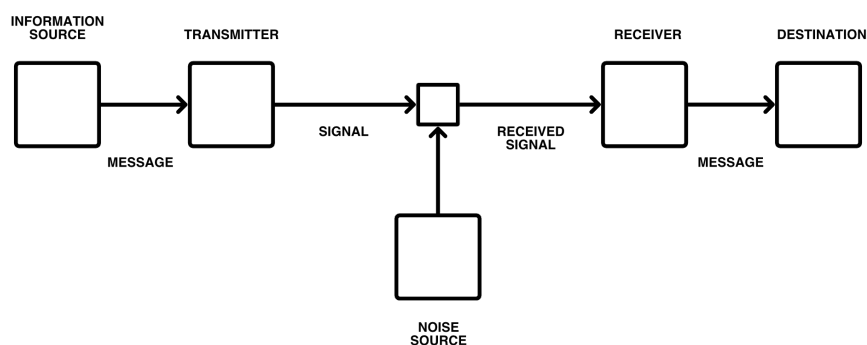 INFORMATION
SOURCE
TRANSMITTER
RECEIVER
DESTINATION
SIGNAL
RECEIVED
SIGNAL
MESSAGE
MESSAGE
NOISE
SOURCE